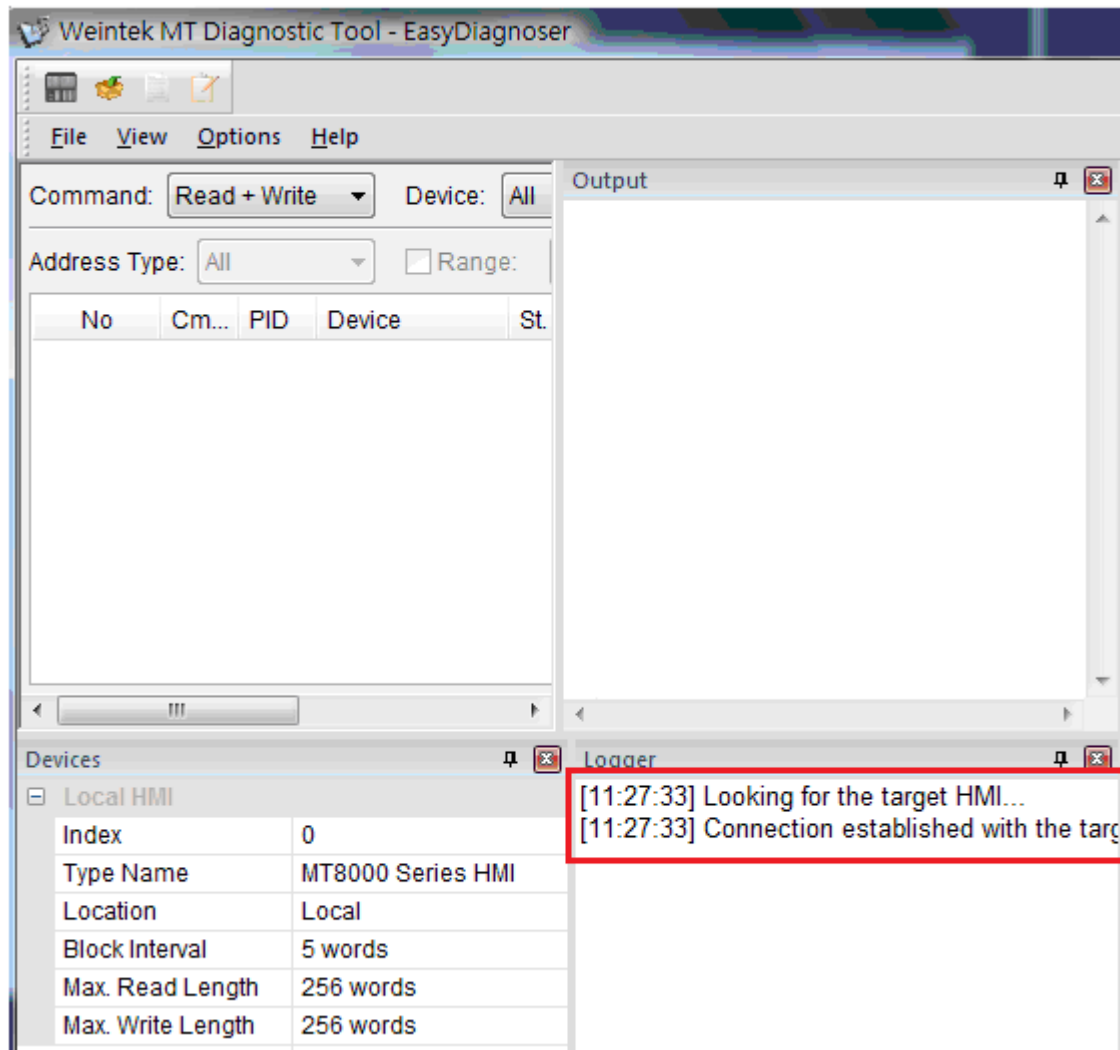 Weintek MT Diagnostic Tool - EasyDiagnoser
File View Options Help
Command: Read + Write Device: All
Address Type: All Range:
No Cm... PID Device St.
Output
Devices
Local HMI
Index 0
Type Name MT8000 Series HMI
Location Local
Block Interval 5 words
Max. Read Length 256 words
Max. Write Length 256 words
Logger
[11:27:33] Looking for the target HMI...
[11:27:33] Connection established with the targ